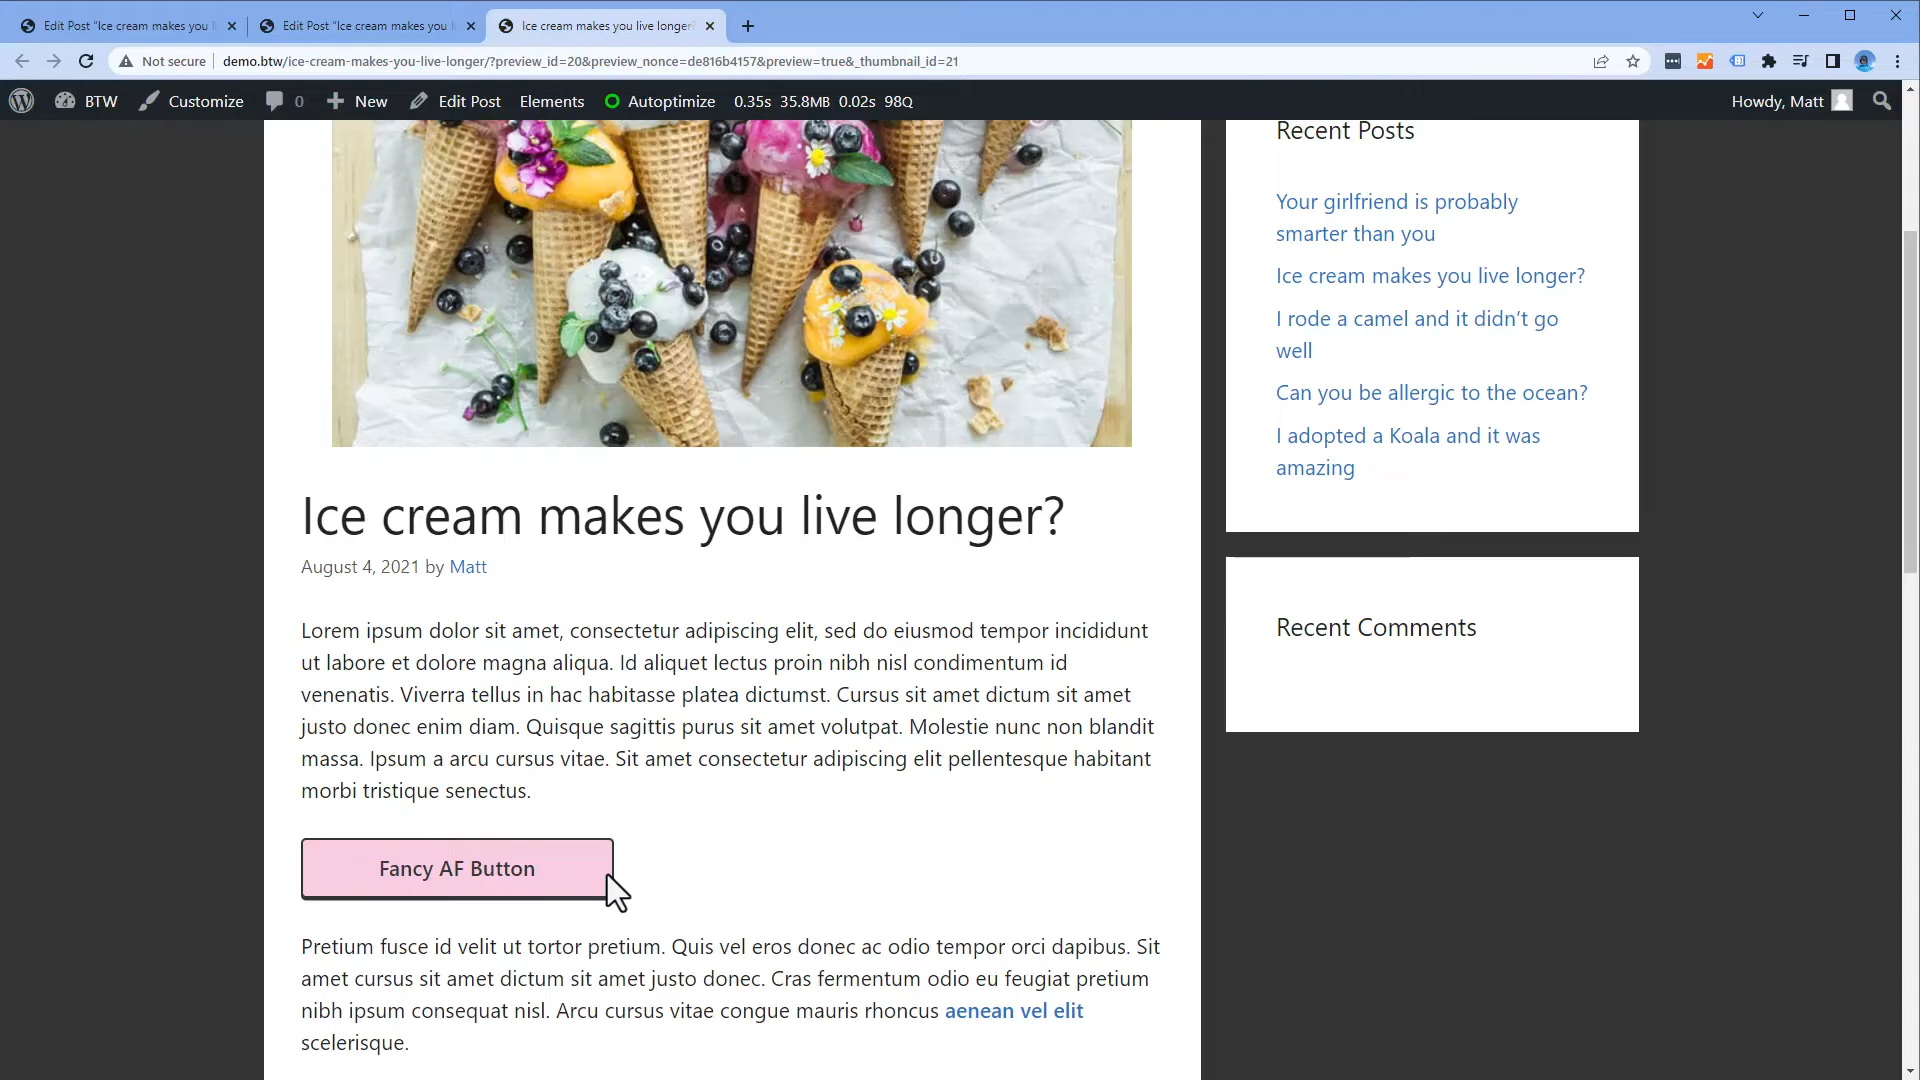 Edit Post "Ice cream makes you l
Edit Post "Ice cream makes you l
Ice cream makes you live longer?
Not secure
demo.btw/ice-cream-makes-you-live-longer/?preview_id=20&preview_nonce=de816b4157&preview=true&_thumbnail_id=21
BTW
Customize
0
New
Edit Post
Elements
Autoptimize
0.35s 35.8MB 0.02s 98Q
Howdy, Matt
Ice cream makes you live longer?
August 4, 2021 by Matt
Lorem ipsum dolor sit amet, consectetur adipiscing elit, sed do eiusmod tempor incididunt
ut labore et dolore magna aliqua. Id aliquet lectus proin nibh nisl condimentum id
venenatis. Viverra tellus in hac habitasse platea dictumst. Cursus sit amet dictum sit amet
justo donec enim diam. Quisque sagittis purus sit amet volutpat. Molestie nunc non blandit
massa. Ipsum a arcu cursus vitae. Sit amet consectetur adipiscing elit pellentesque habitant
morbi tristique senectus.
Fancy AF Button
Pretium fusce id velit ut tortor pretium. Quis vel eros donec ac odio tempor orci dapibus. Sit
amet cursus sit amet dictum sit amet justo donec. Cras fermentum odio eu feugiat pretium
nibh ipsum consequat nisl. Arcu cursus vitae congue mauris rhoncus aenean vel elit
scelerisque.
Recent Posts
Your girlfriend is probably
smarter than you
Ice cream makes you live longer?
I rode a camel and it didn’t go
well
Can you be allergic to the ocean?
I adopted a Koala and it was
amazing
Recent Comments